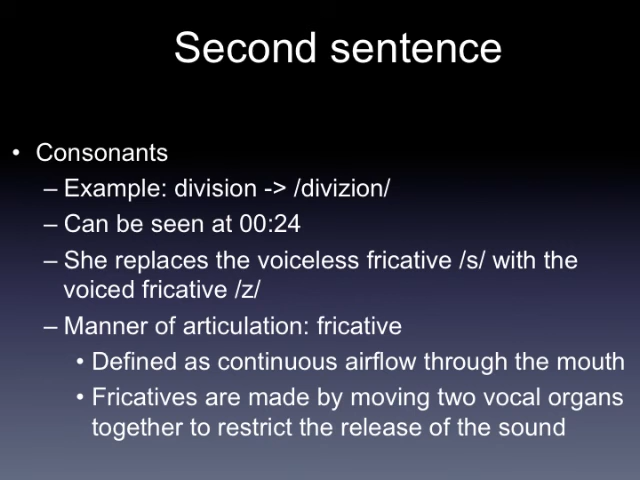 Second sentence
• Consonants
– Example: division -> /divizion/
– Can be seen at 00:24
– She replaces the voiceless fricative /s/ with the
voiced fricative /z/
– Manner of articulation: fricative
• Defined as continuous airflow through the mouth
• Fricatives are made by moving two vocal organs
together to restrict the release of the sound